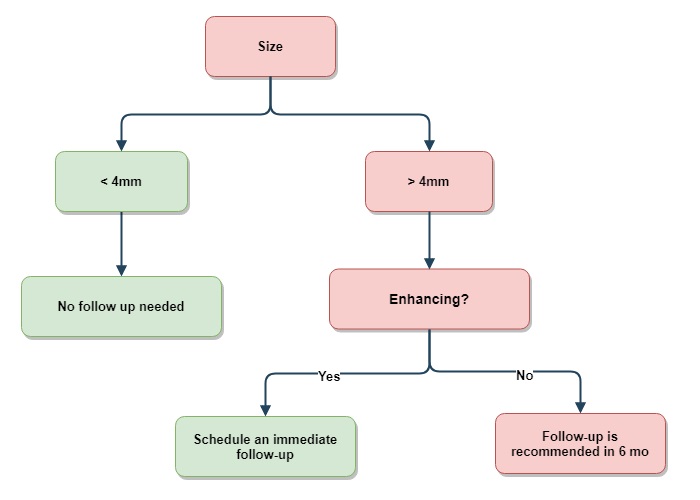 Size
< 4mm
> 4mm
No follow up needed
Enhancing?
Yes
No
Schedule an immediate
follow-up
Follow-up is
recommended in 6 mo